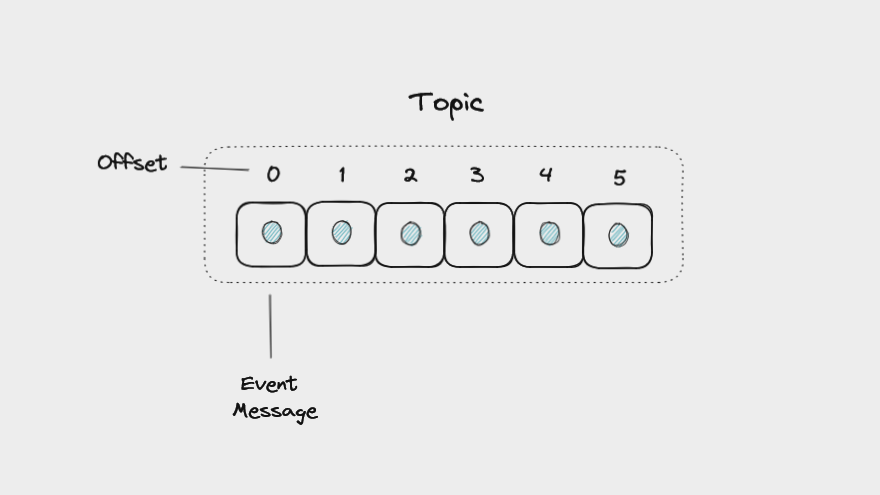 Topic
Offset
0 1 2 3 4 5
Event
Message